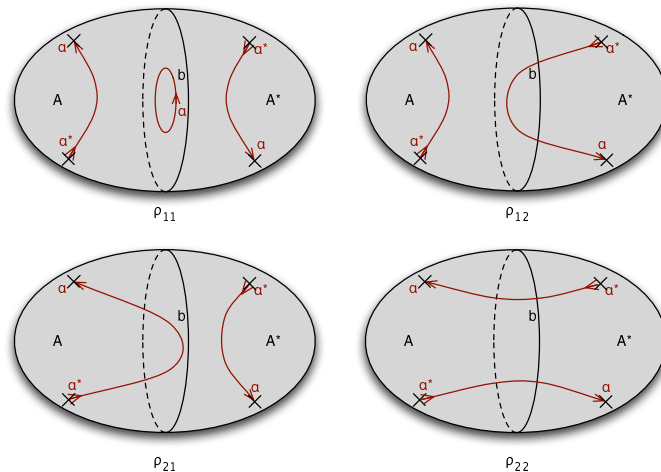 α α* α α*
b
A α A*
α* α α* α
b
A A*
ρ11 ρ12
α α* α α*
b b
A A* A A*
α* α α* α
ρ21 ρ22